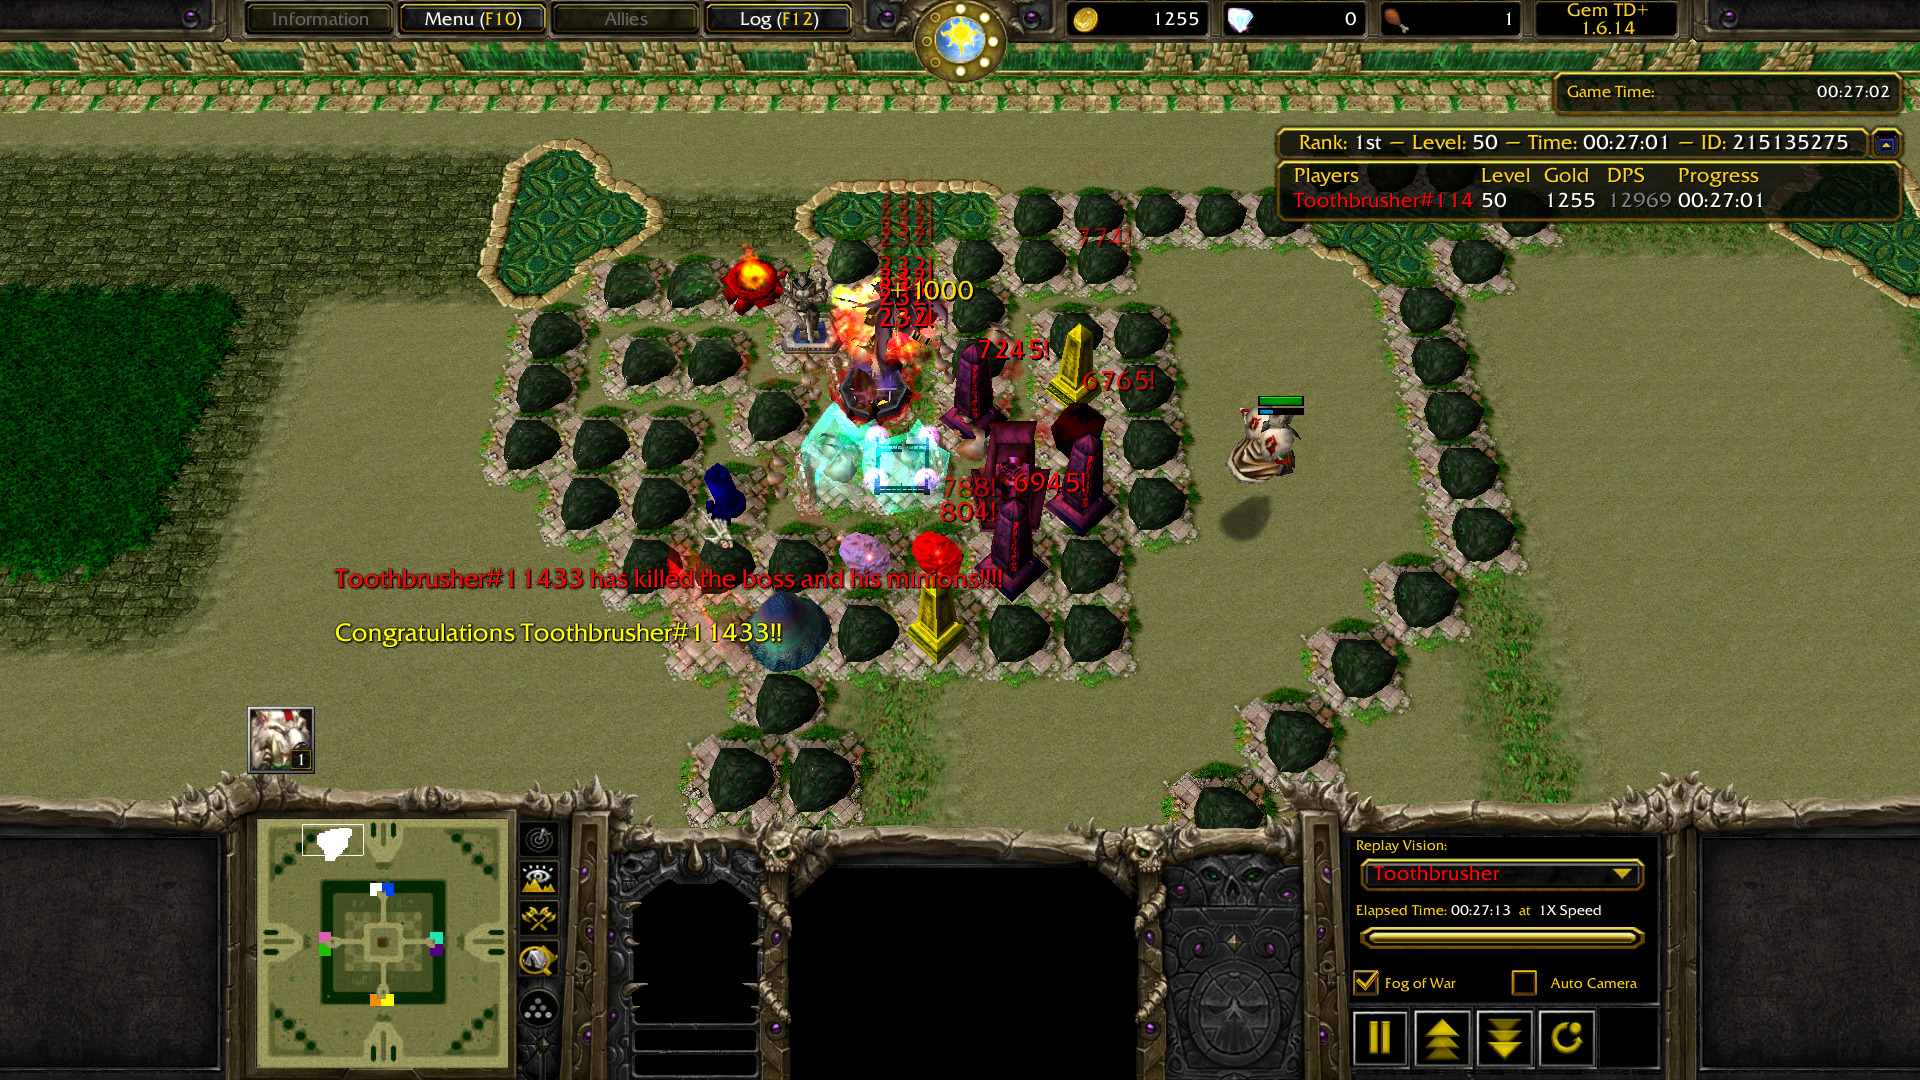 Information
Menu (F10)
Allies
Log (F12)
1255
0
1
Gem TD+
1.6.14
Game Time: 00:27:02
Rank: 1st — Level: 50 — Time: 00:27:01 — ID: 215135275
Players Level Gold DPS Progress
Toothbrusher#114 50 1255 12969 00:27:01
232!
774!
232!
+1000
232!
7245!
6765!
788!
6945!
804!
Toothbrusher#11433 has killed the boss and his minions!!!!
Congratulations Toothbrusher#11433!!
1
Replay Vision:
Toothbrusher
Elapsed Time: 00:27:13 at 1X Speed
Fog of War
Auto Camera